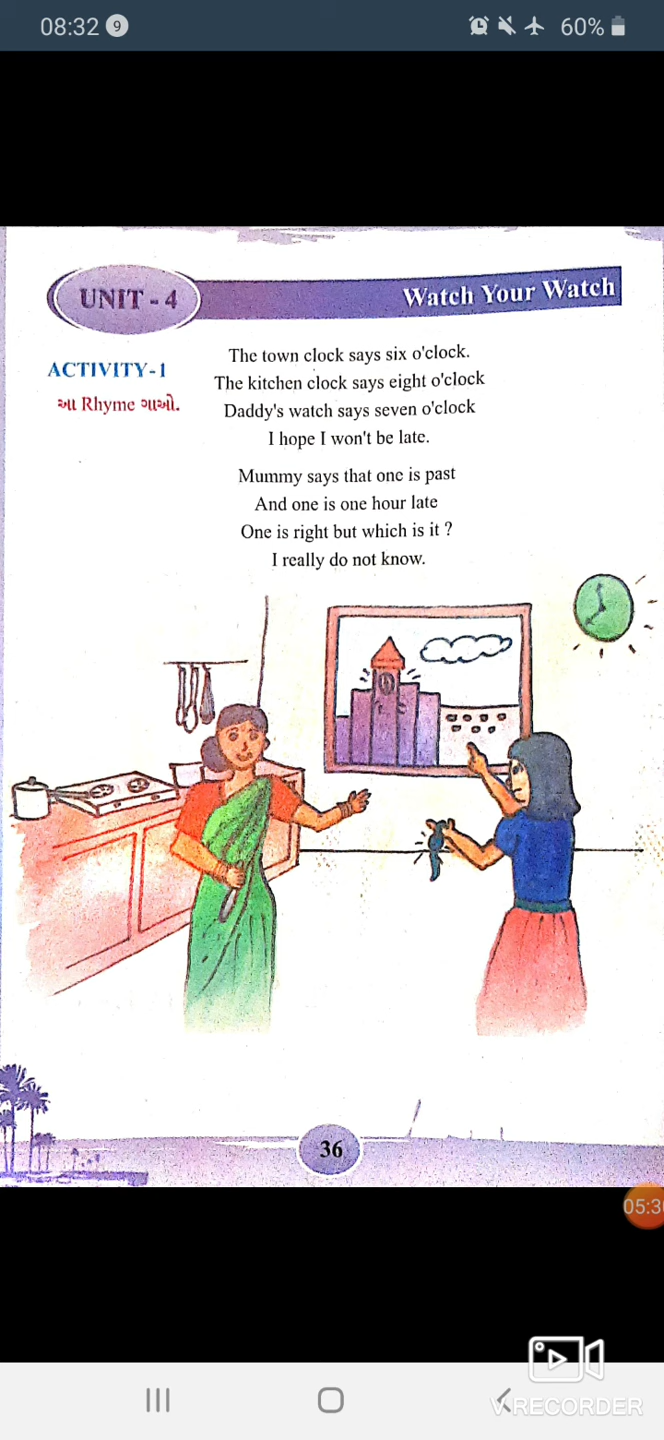 08:32 9 60%
UNIT - 4
Watch Your Watch
ACTIVITY-1
આ Rhyme ગાઓ.
The town clock says six o'clock.
The kitchen clock says eight o'clock
Daddy's watch says seven o'clock
I hope I won't be late.
Mummy says that one is past
And one is one hour late
One is right but which is it ?
I really do not know.
36
V RECORDER